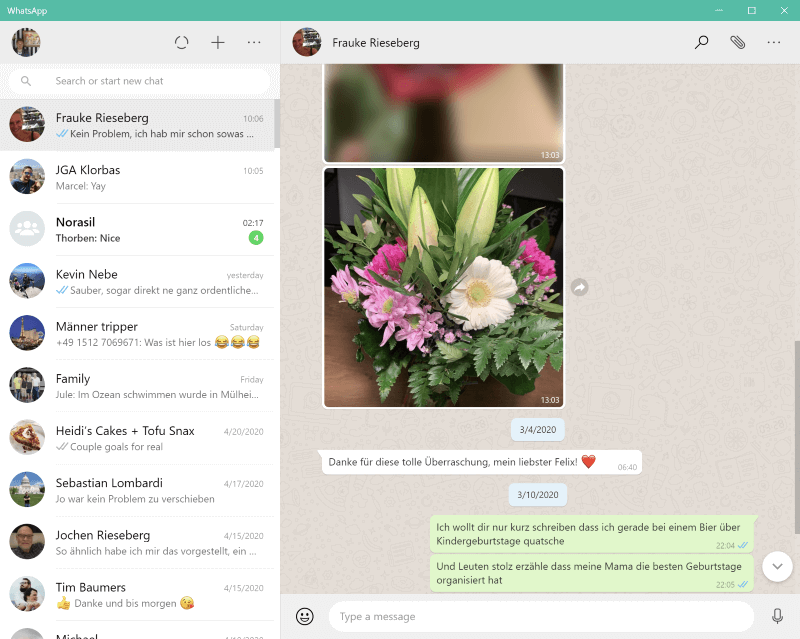 WhatsApp
Frauke Rieseberg
Search or start new chat
Frauke Rieseberg 10:06
Kein Problem, ich hab mir schon sowas ...
JGA Klorbas 10:05
Marcel: Yay
Norasil 02:17
Thorben: Nice 4
Kevin Nebe yesterday
Sauber, sogar direkt ne ganz ordentliche...
Männer tripper Saturday
+49 1512 7069671: Was ist hier los 😂😂😂
Family Friday
Jule: Im Ozean schwimmen wurde in Mülhei...
Heidi's Cakes + Tofu Snax 4/20/2020
Couple goals for real
Sebastian Lombardi 4/17/2020
Jo war kein Problem zu verschieben
Jochen Rieseberg 4/15/2020
So ähnlich habe ich mir das vorgestellt, ein ...
Tim Baumers 4/15/2020
👍 Danke und bis morgen 😘
13:03
13:03
3/4/2020
Danke für diese tolle Überraschung, mein liebster Felix! ❤️ 06:40
3/10/2020
Ich wollt dir nur kurz schreiben dass ich gerade bei einem Bier über
Kindergeburtstage quatsche 22:04
Und Leuten stolz erzähle dass meine Mama die besten Geburtstage
organisiert hat 22:05
Type a message